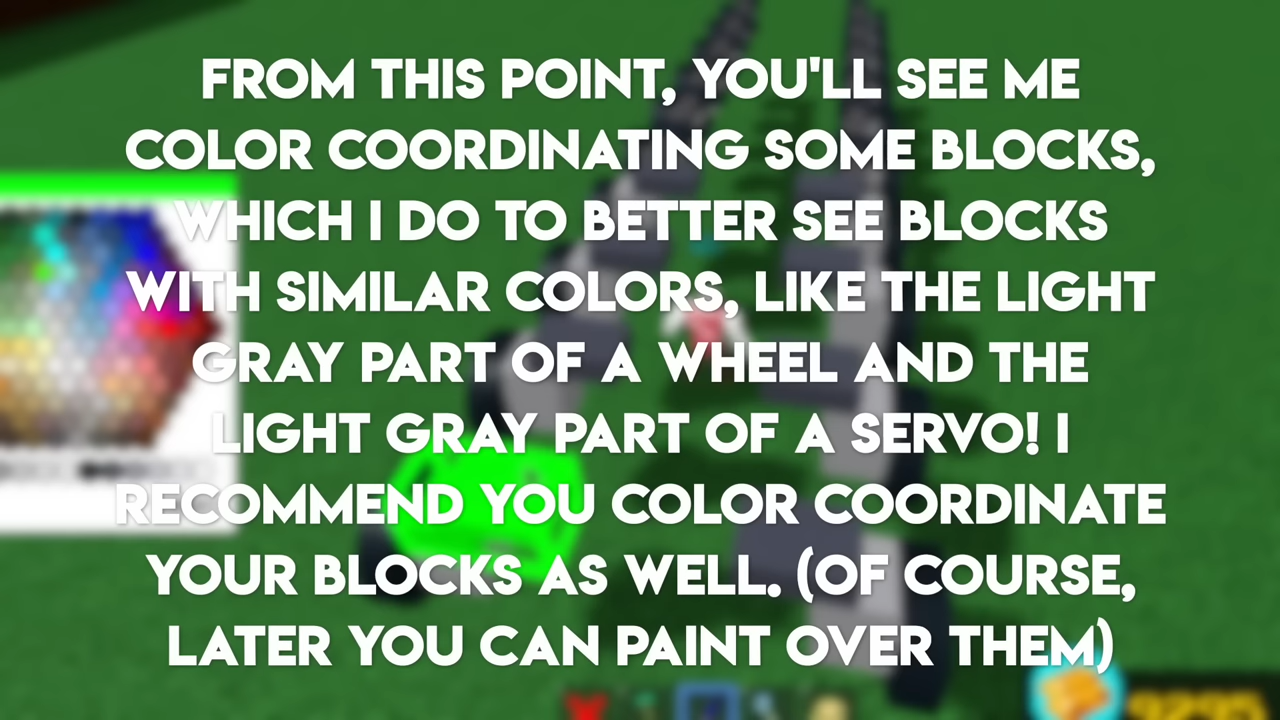 FROM THIS POINT, YOU'LL SEE ME
COLOR COORDINATING SOME BLOCKS,
WHICH I DO TO BETTER SEE BLOCKS
WITH SIMILAR COLORS, LIKE THE LIGHT
GRAY PART OF A WHEEL AND THE
LIGHT GRAY PART OF A SERVO! I
RECOMMEND YOU COLOR COORDINATE
YOUR BLOCKS AS WELL. (OF COURSE,
LATER YOU CAN PAINT OVER THEM)